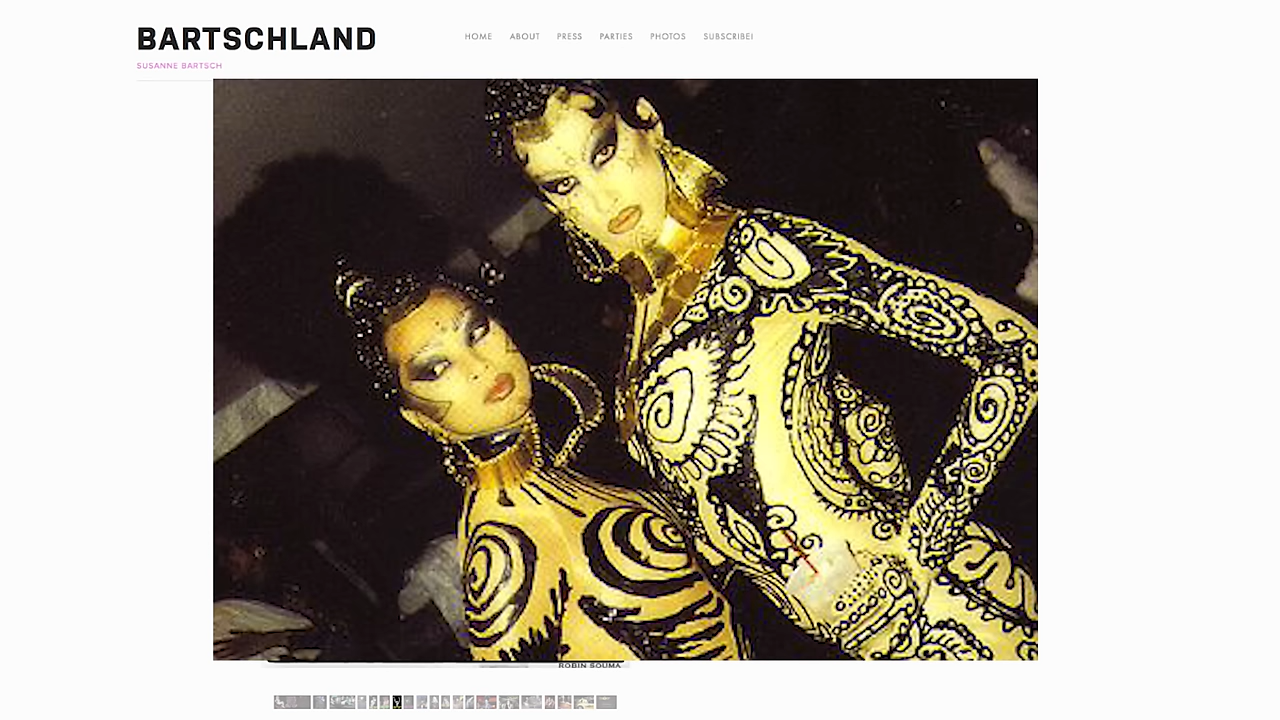 BARTSCHLAND
SUSANNE BARTSCH
HOME ABOUT PRESS PARTIES PHOTOS SUBSCRIBE!
ROBIN SOUMA